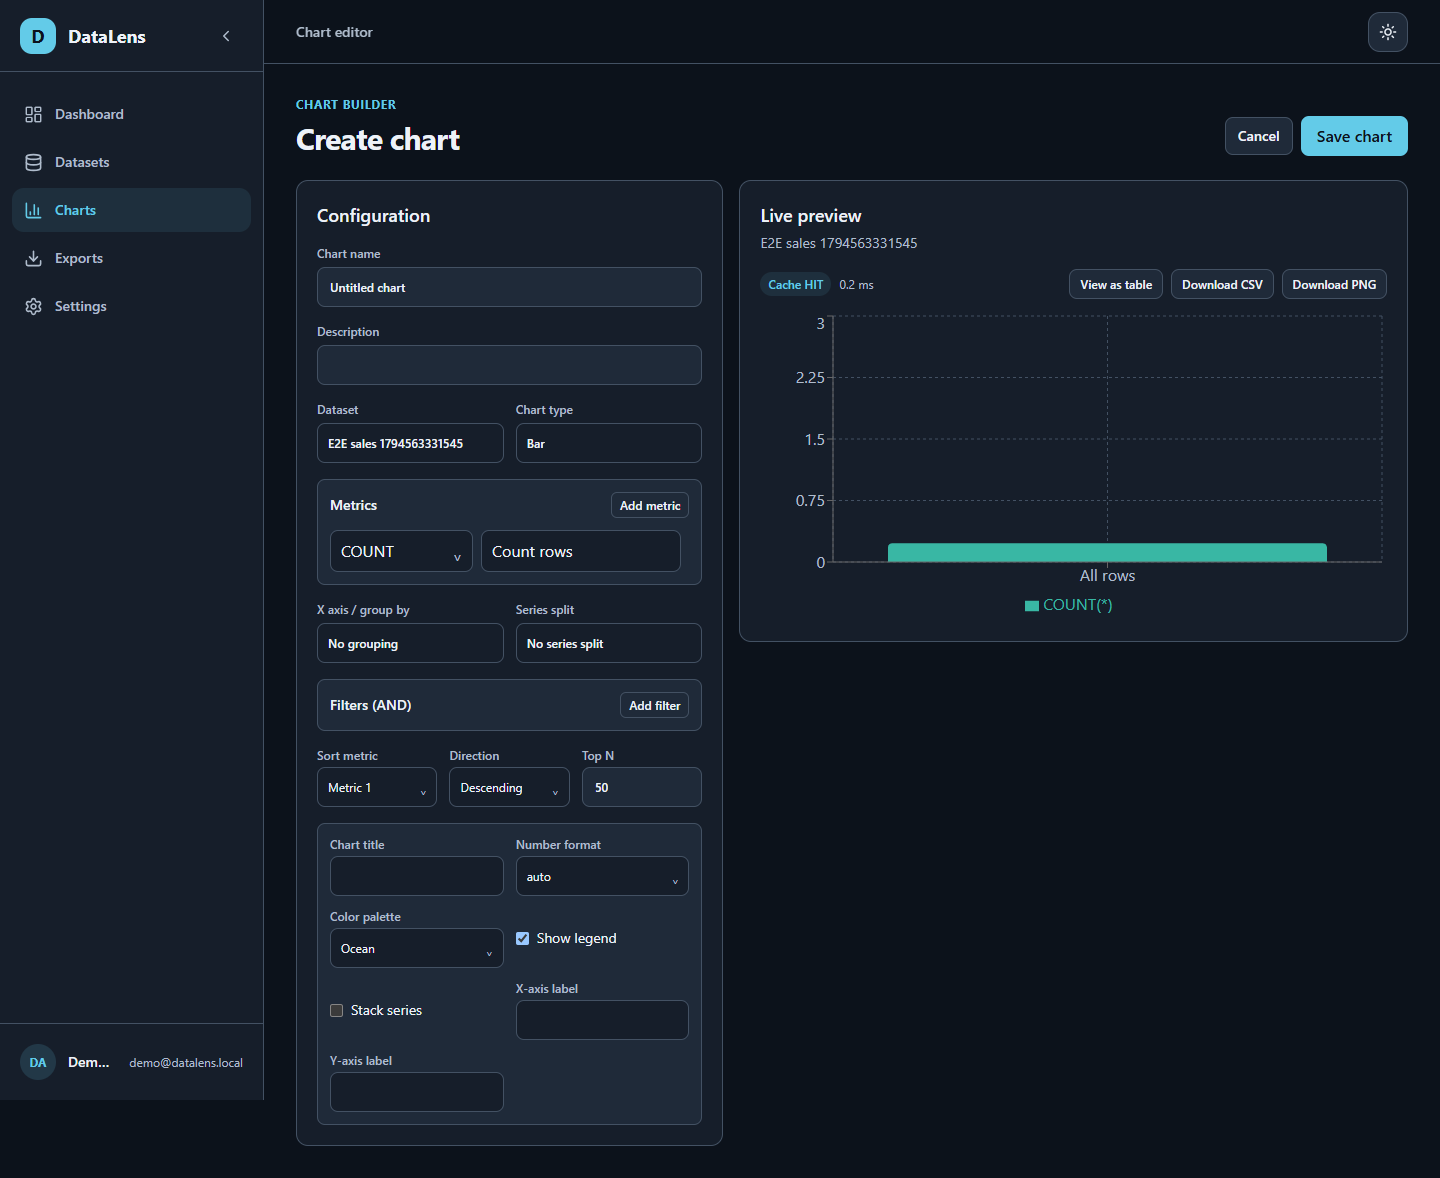 D DataLens
Chart editor
Dashboard
Datasets
Charts
Exports
Settings
DA Dem... demo@datalens.local
CHART BUILDER
Create chart
Cancel Save chart
Configuration
Chart name
Untitled chart
Description
Dataset Chart type
E2E sales 1794563331545 Bar
Metrics Add metric
COUNT Count rows
X axis / group by Series split
No grouping No series split
Filters (AND) Add filter
Sort metric Direction Top N
Metric 1 Descending 50
Chart title Number format
auto
Color palette
Ocean Show legend
X-axis label
Stack series
Y-axis label
Live preview
E2E sales 1794563331545
Cache HIT 0.2 ms View as table Download CSV Download PNG
3
2.25
1.5
0.75
0
All rows
COUNT(*)